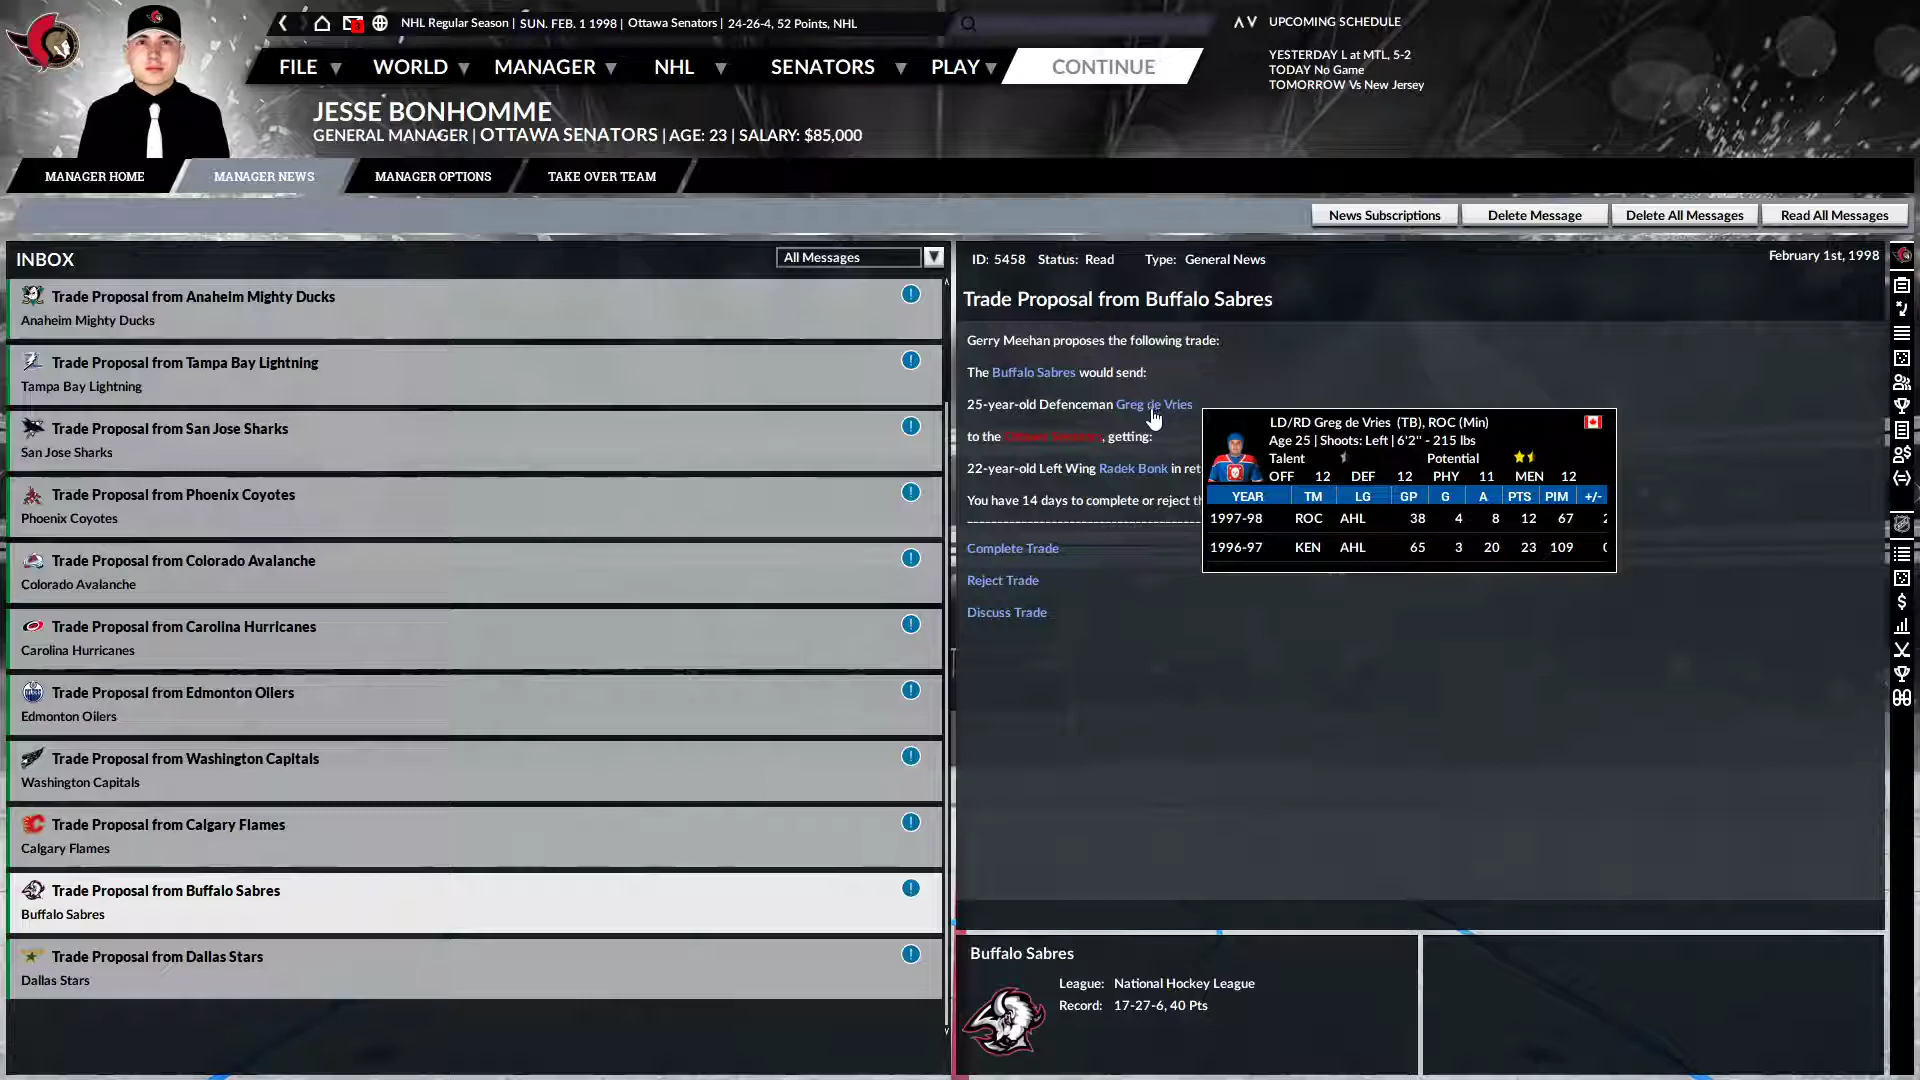 NHL Regular Season | SUN. FEB. 1 1998 | Ottawa Senators | 24-26-4, 52 Points, NHL
UPCOMING SCHEDULE
YESTERDAY L at MTL, 5-2
TODAY No Game
TOMORROW Vs New Jersey
FILE WORLD MANAGER NHL SENATORS PLAY CONTINUE
JESSE BONHOMME
GENERAL MANAGER | OTTAWA SENATORS | AGE: 23 | SALARY: $85,000
MANAGER HOME MANAGER NEWS MANAGER OPTIONS TAKE OVER TEAM
News Subscriptions Delete Message Delete All Messages Read All Messages
INBOX All Messages
Trade Proposal from Anaheim Mighty Ducks
Anaheim Mighty Ducks
Trade Proposal from Tampa Bay Lightning
Tampa Bay Lightning
Trade Proposal from San Jose Sharks
San Jose Sharks
Trade Proposal from Phoenix Coyotes
Phoenix Coyotes
Trade Proposal from Colorado Avalanche
Colorado Avalanche
Trade Proposal from Carolina Hurricanes
Carolina Hurricanes
Trade Proposal from Edmonton Oilers
Edmonton Oilers
Trade Proposal from Washington Capitals
Washington Capitals
Trade Proposal from Calgary Flames
Calgary Flames
Trade Proposal from Buffalo Sabres
Buffalo Sabres
Trade Proposal from Dallas Stars
Dallas Stars
ID: 5458 Status: Read Type: General News February 1st, 1998
Trade Proposal from Buffalo Sabres
Gerry Meehan proposes the following trade:
The Buffalo Sabres would send:
25-year-old Defenceman Greg de Vries
to the Ottawa Senators, getting:
22-year-old Left Wing Radek Bonk in ret
You have 14 days to complete or reject th
Complete Trade
Reject Trade
Discuss Trade
LD/RD Greg de Vries (TB), ROC (Min)
Age 25 | Shoots: Left | 6'2" - 215 lbs
Talent Potential
OFF 12 DEF 12 PHY 11 MEN 12
YEAR TM LG GP G A PTS PIM +/-
1997-98 ROC AHL 38 4 8 12 67 2
1996-97 KEN AHL 65 3 20 23 109
Buffalo Sabres
League: National Hockey League
Record: 17-27-6, 40 Pts